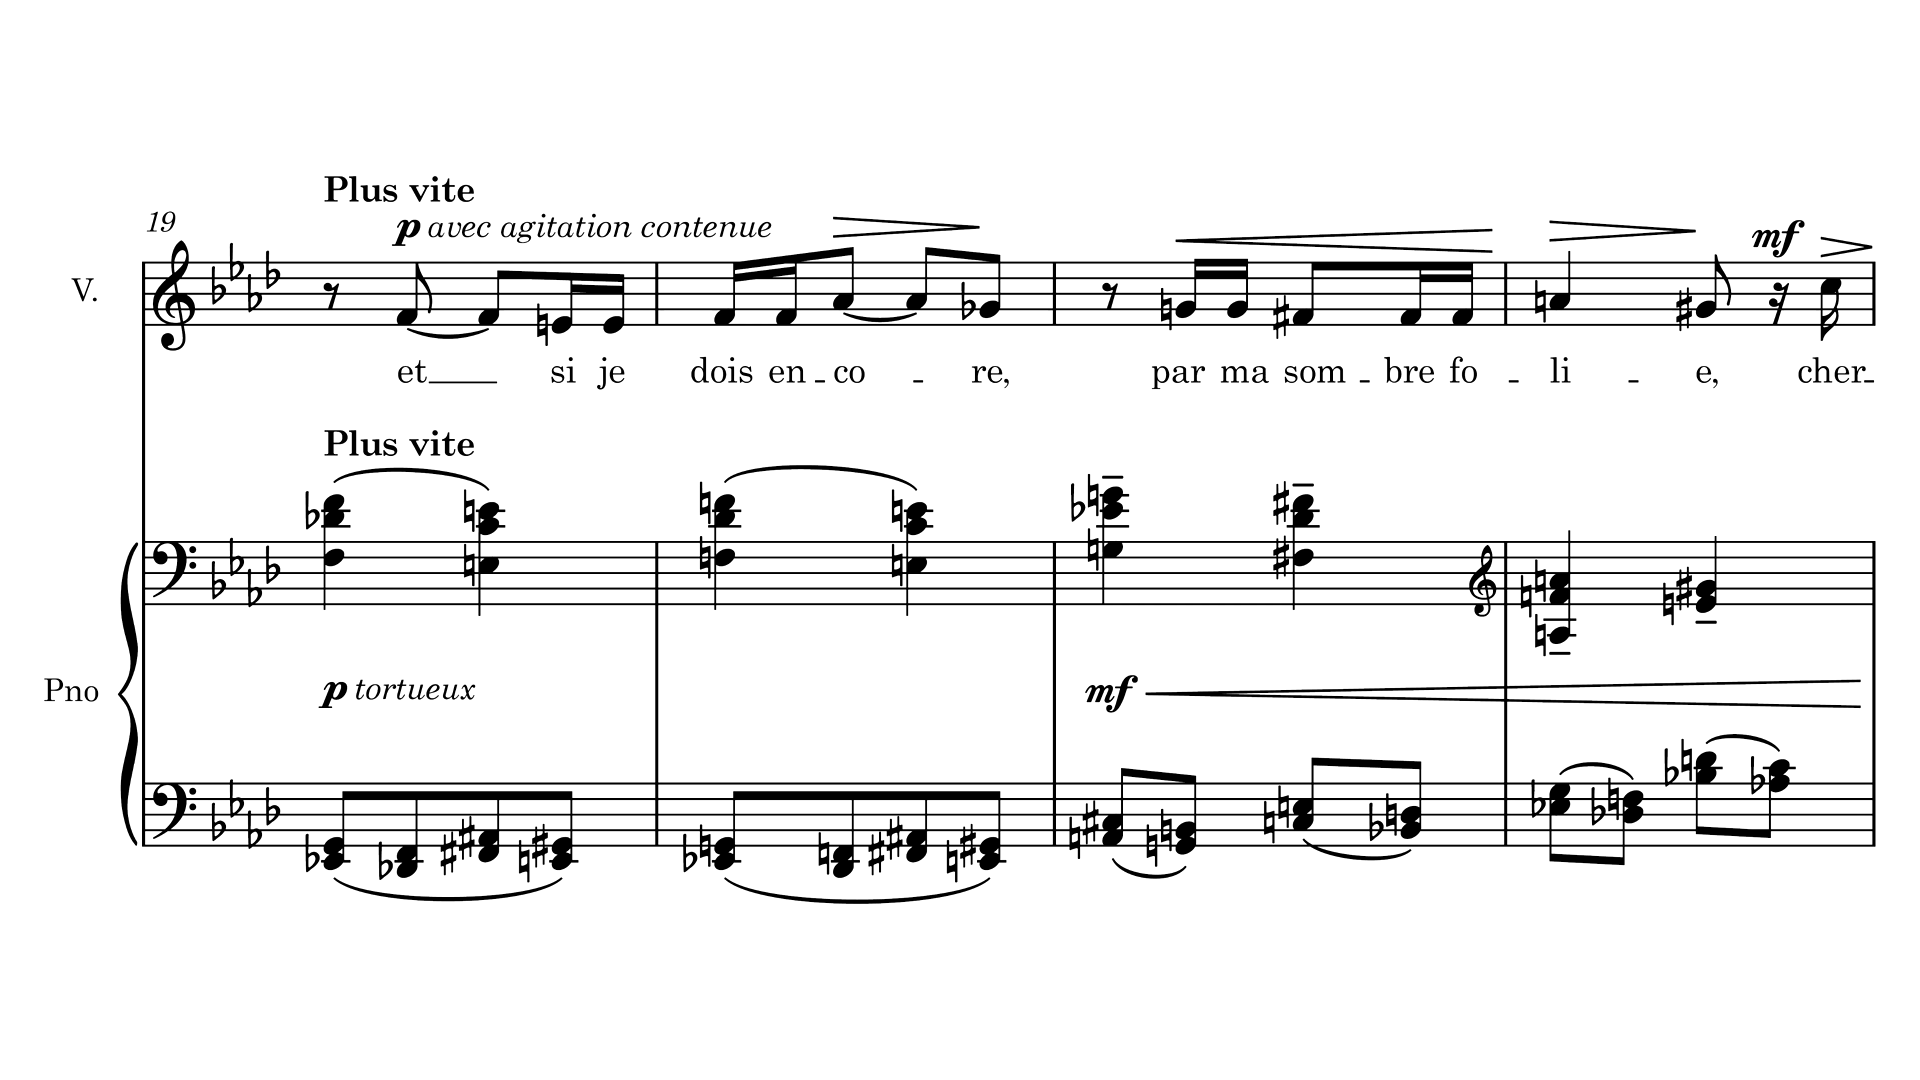 Plus vite
19
p avec agitation contenue
mf
V.
et si je dois en - co - re, par ma som - bre fo - li - e, cher -
Plus vite
Pno
p tortueux
mf